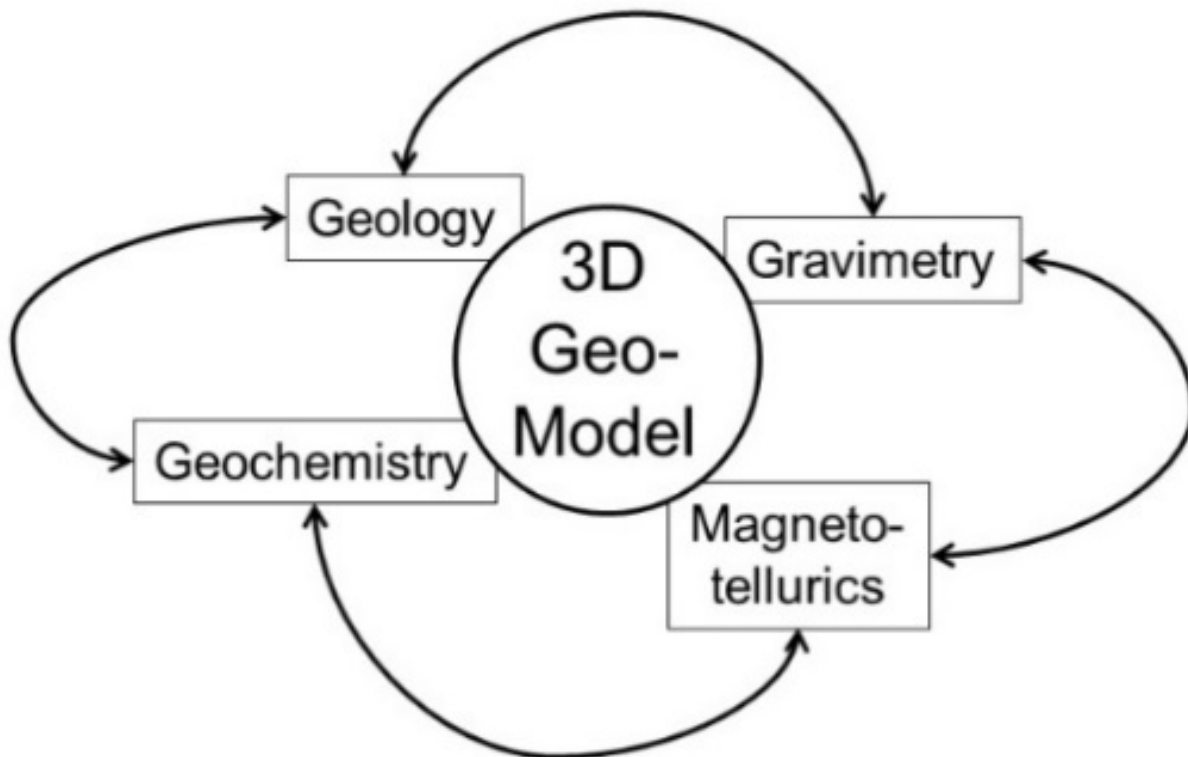 Geology
Gravimetry
3D
Geo-
Model
Geochemistry
Magneto-
tellurics